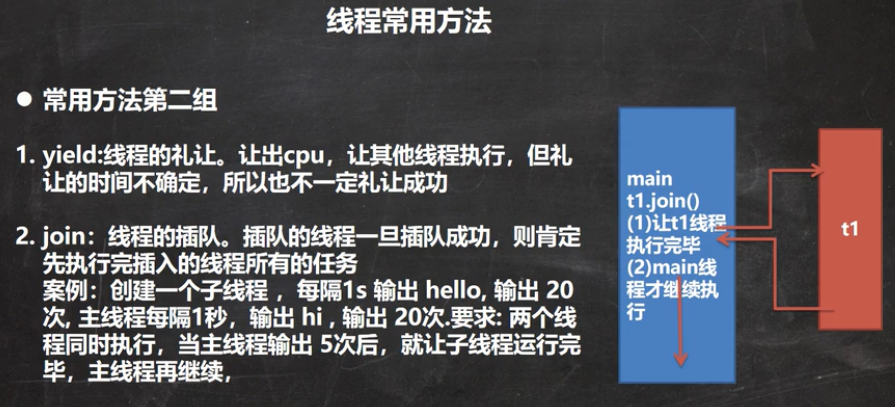 线程常用方法
● 常用方法第二组
1. yield:线程的礼让。让出cpu，让其他线程执行，但礼
让的时间不确定，所以也不一定礼让成功
2. join：线程的插队。插队的线程一旦插队成功，则肯定
先执行完插入的线程所有的任务
案例：创建一个子线程 ，每隔1s 输出 hello, 输出 20
次, 主线程每隔1秒，输出 hi , 输出 20次.要求: 两个线
程同时执行，当主线程输出 5次后，就让子线程运行完
毕，主线程再继续，
main
t1.join()
(1)让t1线程
执行完毕
(2)main线
程才继续执
行
t1